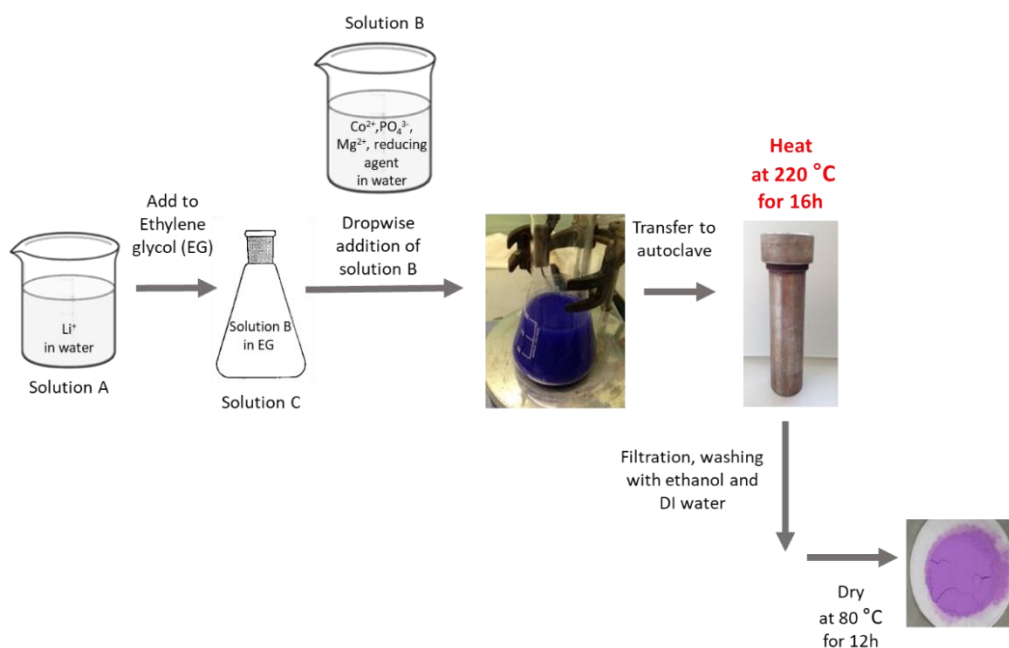 Solution B
Co²⁺,PO₄³⁻,
Mg²⁺, reducing
agent
in water
Add to
Ethylene
glycol (EG)
Dropwise
addition of
solution B
Li⁺
in water
Solution A
Solution B
in EG
Solution C
Transfer to
autoclave
Heat
at 220 °C
for 16h
Filtration, washing
with ethanol and
DI water
Dry
at 80 °C
for 12h